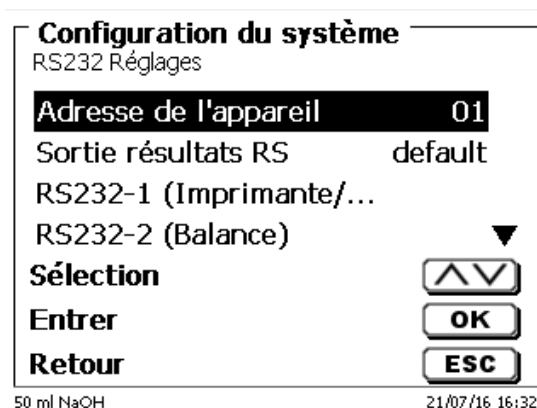 Configuration du système
RS232 Réglages
Adresse de l'appareil 01
Sortie résultats RS default
RS232-1 (Imprimante/...
RS232-2 (Balance)
Sélection
Entrer OK
Retour ESC
50 ml NaOH 21/07/16 16:32